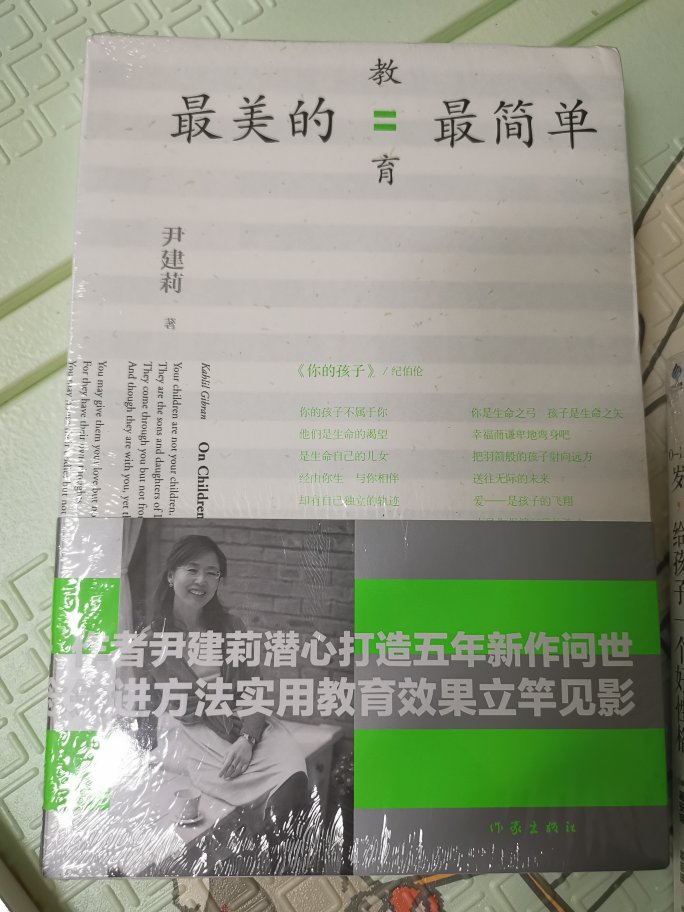 最美的教育=最简单
尹建莉
著
《你的孩子》/纪伯伦
你的孩子不属于你
他们是生命的渴望
是生命自己的儿女
经由你生 与你相伴
却有自己独立的轨迹
你是生命之弓 孩子是生命之矢
幸福而谦卑地弯身吧
把羽箭般的孩子射向远方
送往无际的未来
爱——是孩子的飞翔
Kahlil Gibran
On Children
Your children are not your children.
They are the sons and daughters of
They come through you but not
And though they are with you, yet
You may give them your love but
For they have their own
者尹建莉潜心打造五年新作问世
进方法实用教育效果立竿见影
作家出版社
给孩子一个好性格